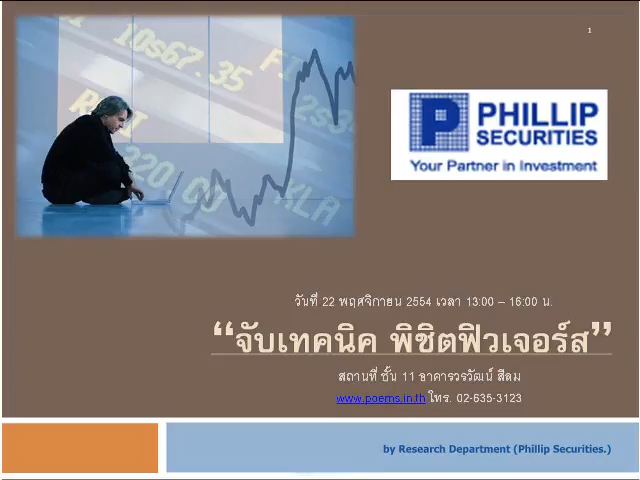 1
PHILLIP
SECURITIES
Your Partner in Investment
10s67.35
วันที่ 22 พฤศจิกายน 2554 เวลา 13:00 – 16:00 น.
“จับเทคนิค พิชิตฟิวเจอร์ส”
สถานที่ ชั้น 11 อาคารวรวัฒน์ สีลม
www.poems.in.th โทร. 02-635-3123
by Research Department (Phillip Securities.)